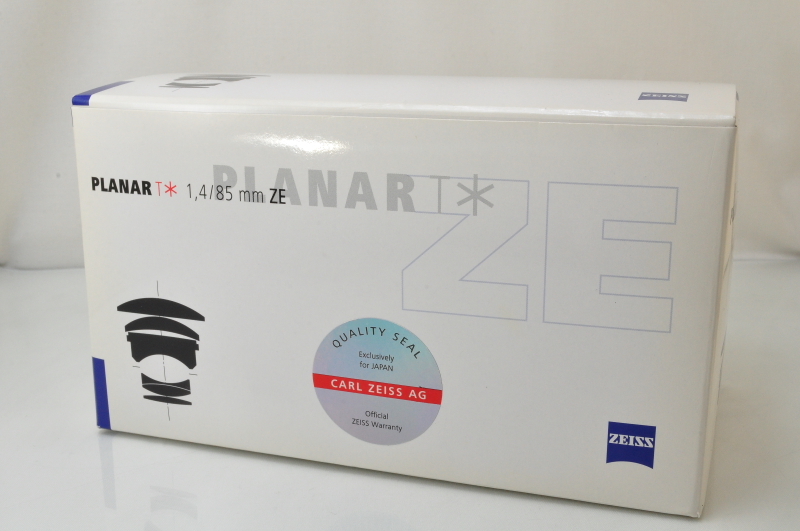 ZEISS
PLANAR T*
PLANAR T* 1,4/85 mm ZE
ZE
QUALITY SEAL
Exclusively
for JAPAN
CARL ZEISS AG
Official
ZEISS Warranty
ZEISS